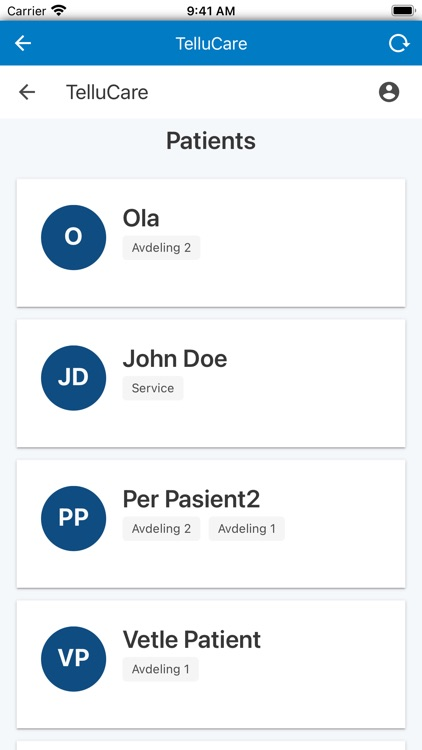 Carrier 9:41 AM
TelluCare
TelluCare
Patients
O
Ola
Avdeling 2
JD
John Doe
Service
PP
Per Pasient2
Avdeling 2 Avdeling 1
VP
Vetle Patient
Avdeling 1